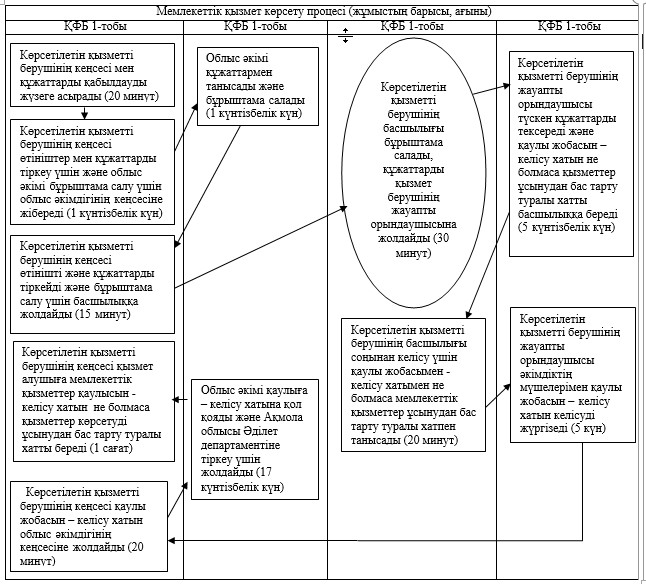 Мемлекеттік қызмет көрсету процесі (жұмыстың барысы, ағыны)
ҚФБ 1-тобы
ҚФБ 1-тобы
ҚФБ 1-тобы
ҚФБ 1-тобы
Көрсетілетін қызметті
берушінің кеңсесі мен
құжаттарды қабылдауды
жүзеге асырады (20 минут)
Көрсетілетін қызметті
берушінің кеңсесі
өтініштер мен құжаттарды
тіркеу үшін және облыс
әкімі бұрыштама салу үшін
облыс әкімдігінің кеңсесіне
жібереді (1 күнтізбелік күн)
Көрсетілетін қызметті
берушінің кеңсесі
өтінішті және құжаттарды
тіркейді және бұрыштама
салу үшін басшылыққа
жолдайды (15 минут)
Көрсетілетін қызметті
берушінің кеңсесі қызмет
алушыға мемлекеттік
қызметтер қаулысын -
келісу хатын не болмаса
қызметтер көрсетуді
ұсынудан бас тарту туралы
хатты береді (1 сағат)
Көрсетілетін қызметті
берушінің кеңсесі қаулы
жобасын – келісу хатын
облыс әкімдігінің
кеңсесіне жолдайды (20
минут)
Облыс әкімі
құжаттармен
танысады және
бұрыштама салады
(1 күнтізбелік күн)
Облыс әкімі қаулыға
– келісу хатына қол
қояды және Ақмола
облысы Әділет
департаментіне
тіркеу үшін
жолдайды (17
күнтізбелік күн)
Көрсетілетін
қызметті
берушінің
басшылығы
бұрыштама
салады,
құжаттарды
қызмет
берушінің
жауапты
орындаушысына
жолдайды (30
минут)
Көрсетілетін қызметті
берушінің басшылығы
соңынан келісу үшін
қаулы жобасымен -
келісу хатымен не
болмаса мемлекеттік
қызметтер ұсынудан бас
тарту туралы хатпен
танысады (20 минут)
Көрсетілетін
қызметті берушінің
жауапты
орындаушысы
түскен құжаттарды
тексереді және
қаулы жобасын –
келісу хатын не
болмаса қызметтер
ұсынудан бас тарту
туралы хатты
басшылыққа береді
(5 күнтізбелік күн)
Көрсетілетін
қызметті берушінің
жауапты
орындаушысы
әкімдіктің
мүшелерімен қаулы
жобасын – келісу
хатын келісуді
жүргізеді (5 күн)